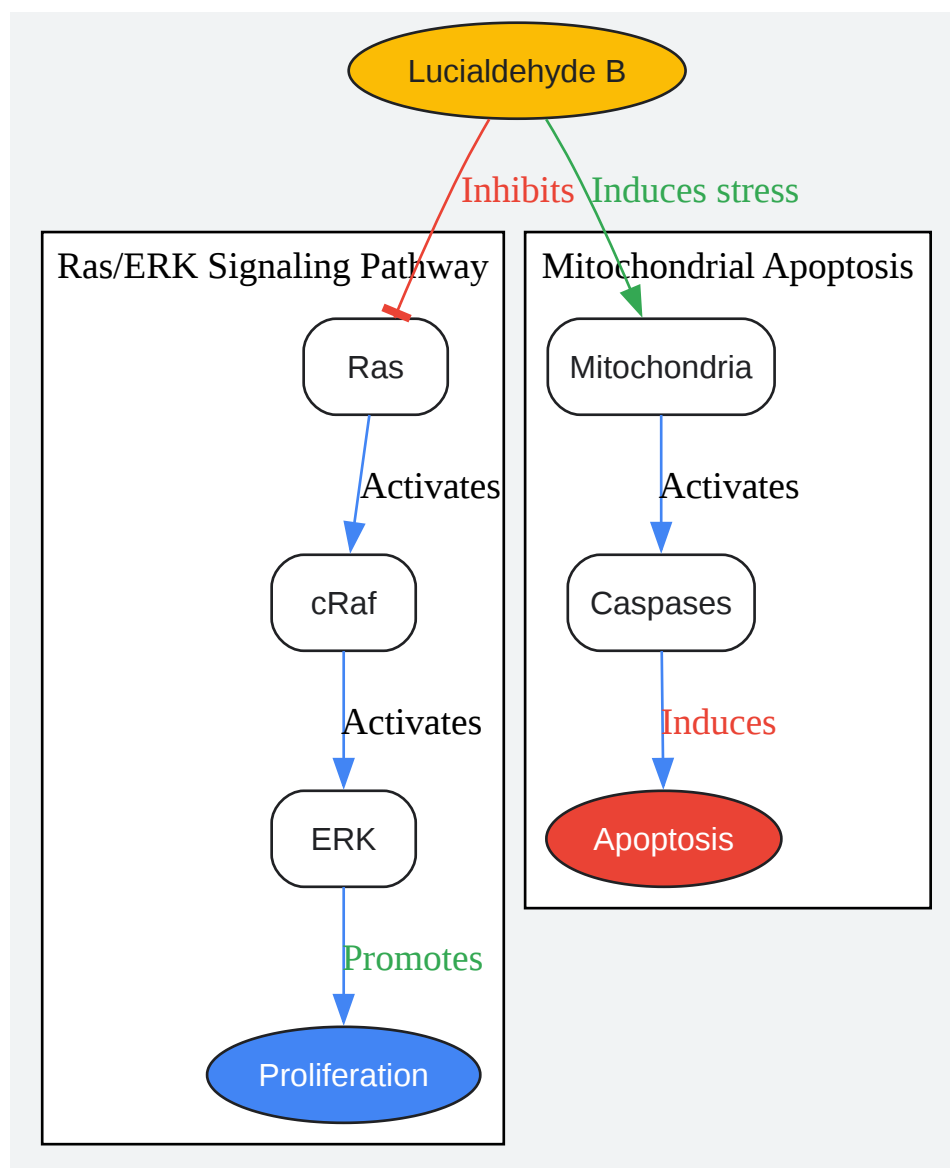 Lucialdehyde B
Inhibits
Induces stress
Ras/ERK Signaling Pathway
Mitochondrial Apoptosis
Ras
Mitochondria
Activates
Activates
cRaf
Caspases
Activates
Induces
ERK
Apoptosis
Promotes
Proliferation